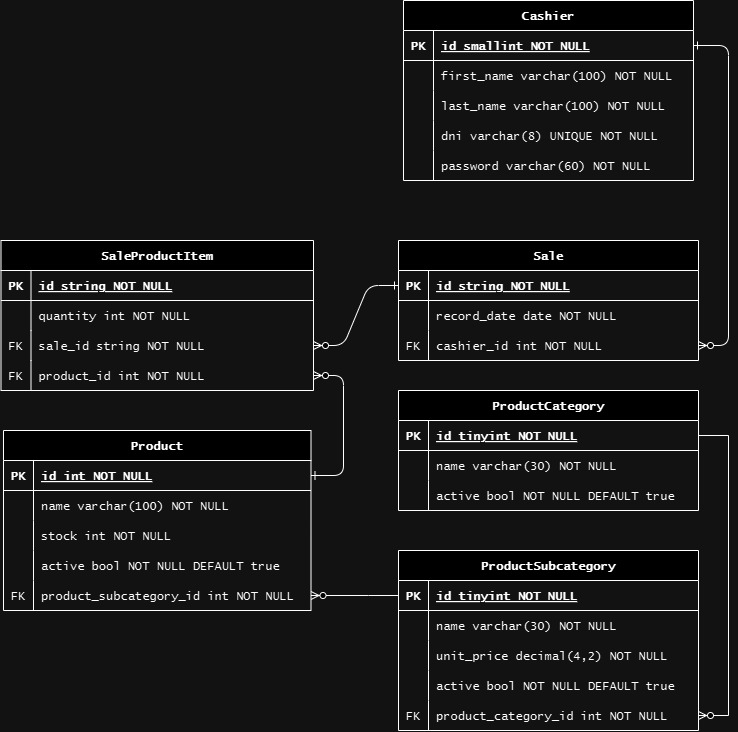 Cashier
PK id smallint NOT NULL
first_name varchar(100) NOT NULL
last_name varchar(100) NOT NULL
dni varchar(8) UNIQUE NOT NULL
password varchar(60) NOT NULL
SaleProductItem
PK id string NOT NULL
quantity int NOT NULL
FK sale_id string NOT NULL
FK product_id int NOT NULL
Sale
PK id string NOT NULL
record_date date NOT NULL
FK cashier_id int NOT NULL
ProductCategory
PK id tinyint NOT NULL
name varchar(30) NOT NULL
active bool NOT NULL DEFAULT true
Product
PK id int NOT NULL
name varchar(100) NOT NULL
stock int NOT NULL
active bool NOT NULL DEFAULT true
FK product_subcategory_id int NOT NULL
ProductSubcategory
PK id tinyint NOT NULL
name varchar(30) NOT NULL
unit_price decimal(4,2) NOT NULL
active bool NOT NULL DEFAULT true
FK product_category_id int NOT NULL